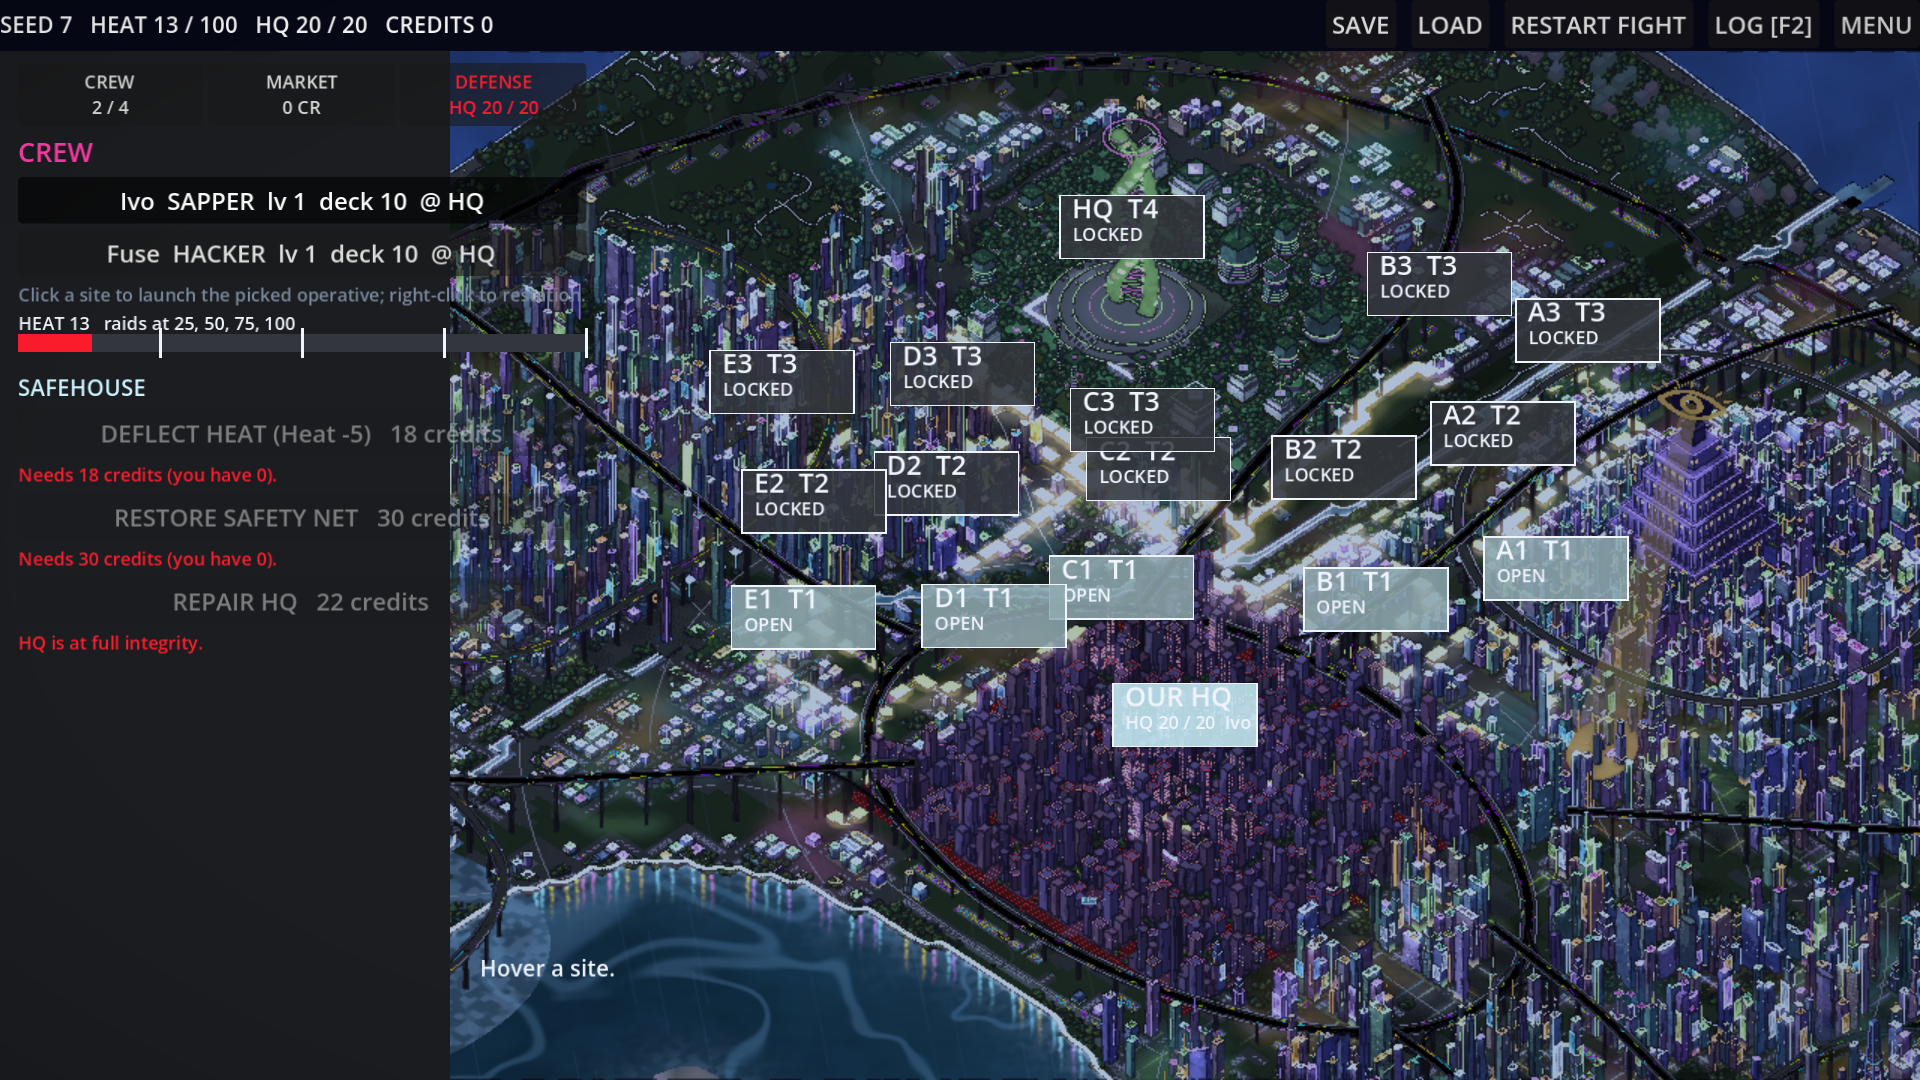 SEED 7 HEAT 13 / 100 HQ 20 / 20 CREDITS 0 SAVE LOAD RESTART FIGHT LOG [F2] MENU
CREW MARKET DEFENSE
2 / 4 0 CR HQ 20 / 20
CREW
Ivo SAPPER lv 1 deck 10 @ HQ
Fuse HACKER lv 1 deck 10 @ HQ
Click a site to launch the picked operative; right-click to
HEAT 13 raids at 25, 50, 75, 100
SAFEHOUSE
DEFLECT HEAT (Heat -5) 18 credits
Needs 18 credits (you have 0).
RESTORE SAFETY NET 30 credits
Needs 30 credits (you have 0).
REPAIR HQ 22 credits
HQ is at full integrity.
HQ T4
LOCKED
B3 T3
LOCKED
A3 T3
LOCKED
E3 T3
LOCKED
D3 T3
LOCKED
C3 T3
LOCKED
A2 T2
LOCKED
B2 T2
LOCKED
C2 T2
LOCKED
D2 T2
LOCKED
E2 T2
LOCKED
A1 T1
OPEN
C1 T1
OPEN
B1 T1
OPEN
E1 T1
OPEN
D1 T1
OPEN
OUR HQ
HQ 20 / 20 Ivo
Hover a site.